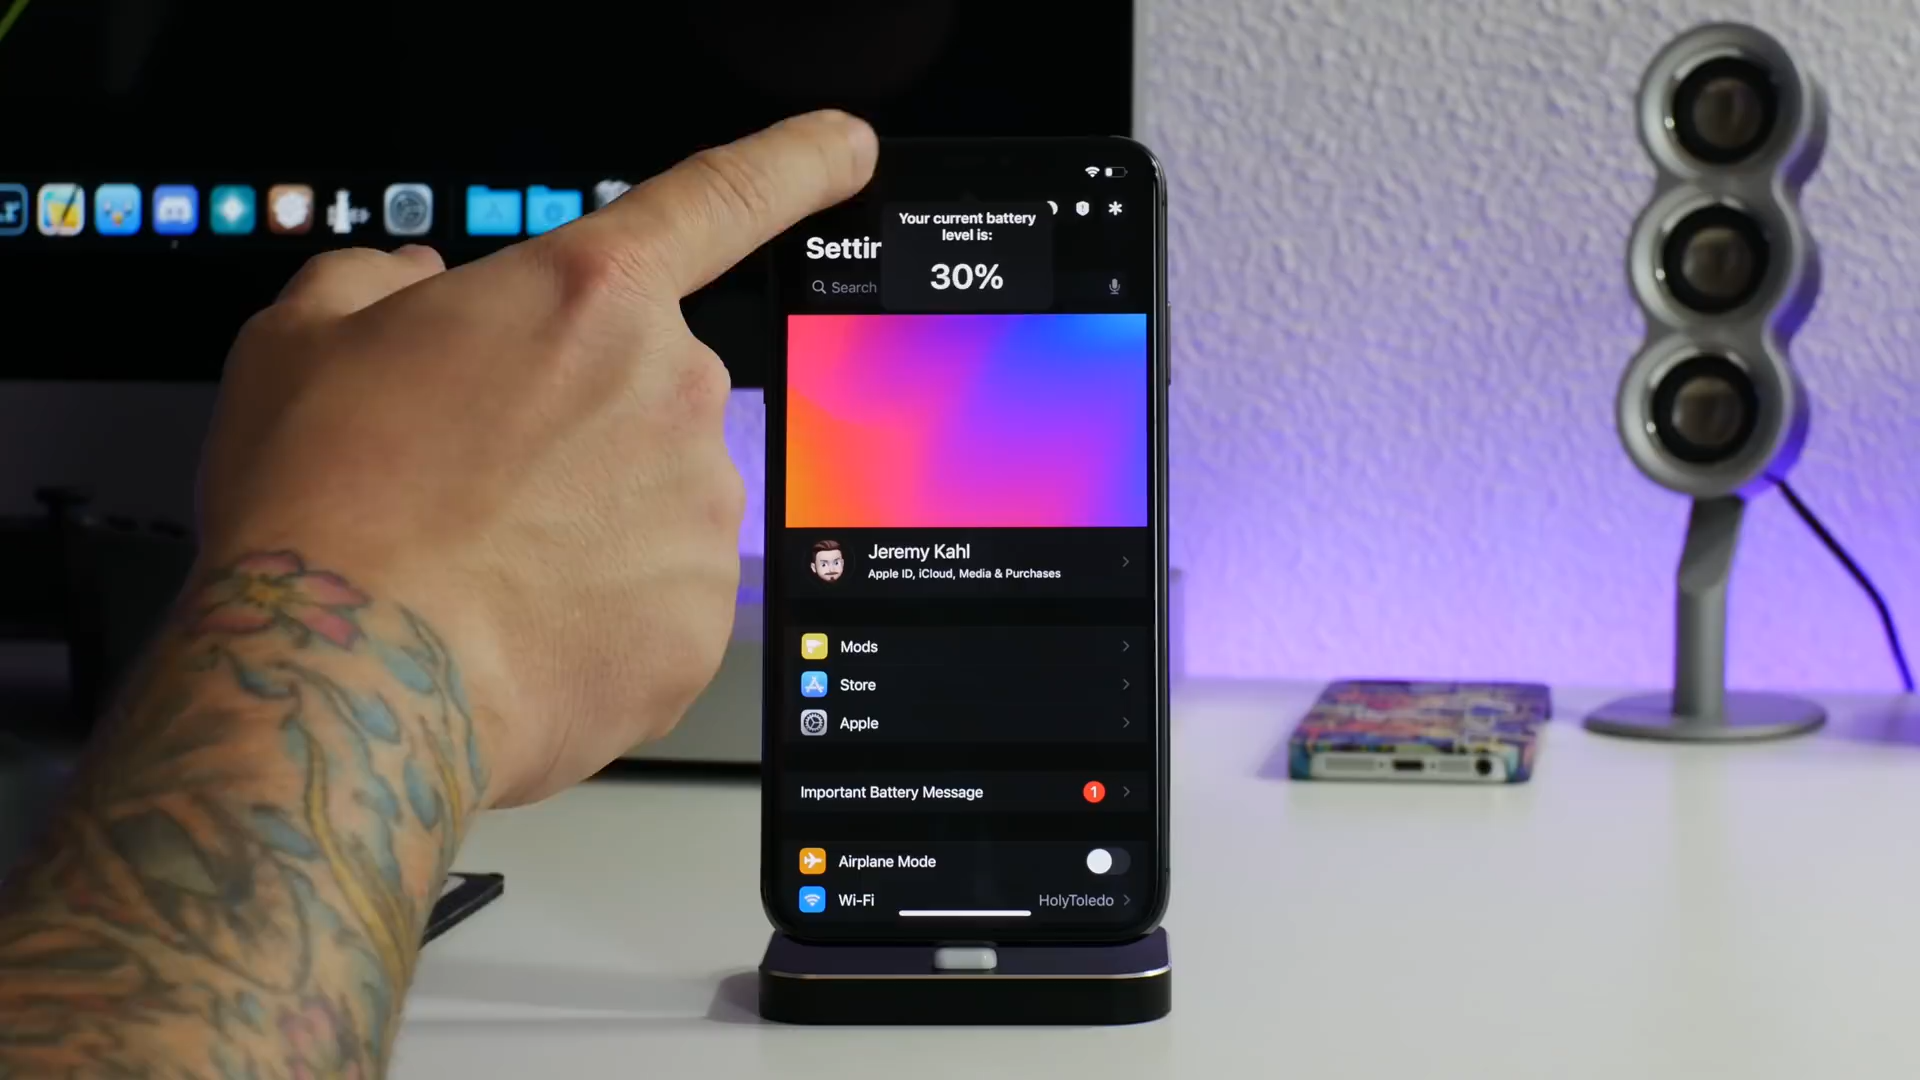 Your current battery
level is:
30%
Settin
Search
Jeremy Kahl
Apple ID, iCloud, Media & Purchases
Mods
Store
Apple
Important Battery Message
1
Airplane Mode
Wi-Fi
HolyToledo